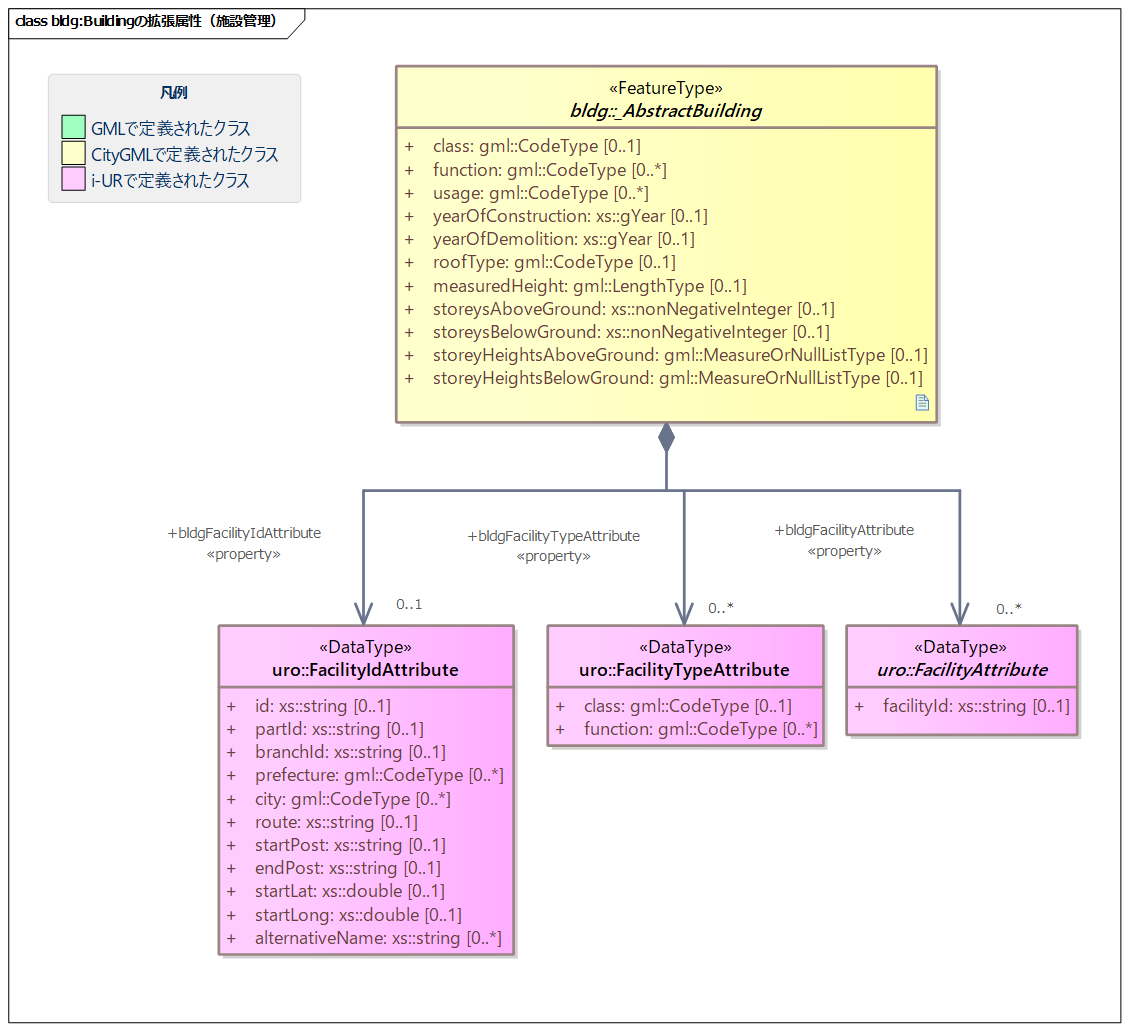 class bldg:Buildingの拡張属性（施設管理）
凡例
GMLで定義されたクラス
CityGMLで定義されたクラス
i-URで定義されたクラス
«FeatureType»
bldg::_AbstractBuilding
+ class: gml::CodeType [0..1]
+ function: gml::CodeType [0..*]
+ usage: gml::CodeType [0..*]
+ yearOfConstruction: xs::gYear [0..1]
+ yearOfDemolition: xs::gYear [0..1]
+ roofType: gml::CodeType [0..1]
+ measuredHeight: gml::LengthType [0..1]
+ storeysAboveGround: xs::nonNegativeInteger [0..1]
+ storeysBelowGround: xs::nonNegativeInteger [0..1]
+ storeyHeightsAboveGround: gml::MeasureOrNullListType [0..1]
+ storeyHeightsBelowGround: gml::MeasureOrNullListType [0..1]
+bldgFacilityIdAttribute
«property»
0..1
+bldgFacilityTypeAttribute
«property»
0..*
+bldgFacilityAttribute
«property»
0..*
«DataType»
uro::FacilityIdAttribute
+ id: xs::string [0..1]
+ partId: xs::string [0..1]
+ branchId: xs::string [0..1]
+ prefecture: gml::CodeType [0..*]
+ city: gml::CodeType [0..*]
+ route: xs::string [0..1]
+ startPost: xs::string [0..1]
+ endPost: xs::string [0..1]
+ startLat: xs::double [0..1]
+ startLong: xs::double [0..1]
+ alternativeName: xs::string [0..*]
«DataType»
uro::FacilityTypeAttribute
+ class: gml::CodeType [0..1]
+ function: gml::CodeType [0..*]
«DataType»
uro::FacilityAttribute
+ facilityId: xs::string [0..1]